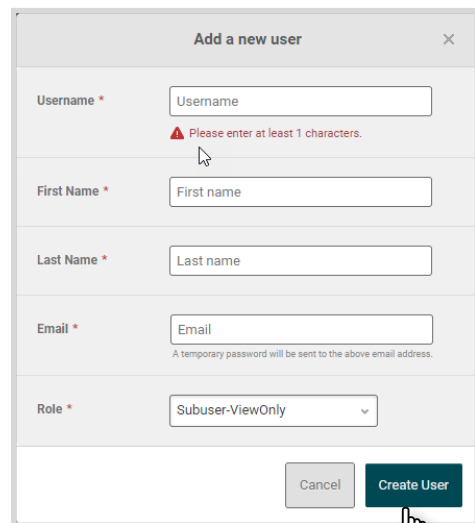 Add a new user
Username *
Username
Please enter at least 1 characters.
First Name *
First name
Last Name *
Last name
Email *
Email
A temporary password will be sent to the above email address.
Role *
Subuser-ViewOnly
Cancel
Create User